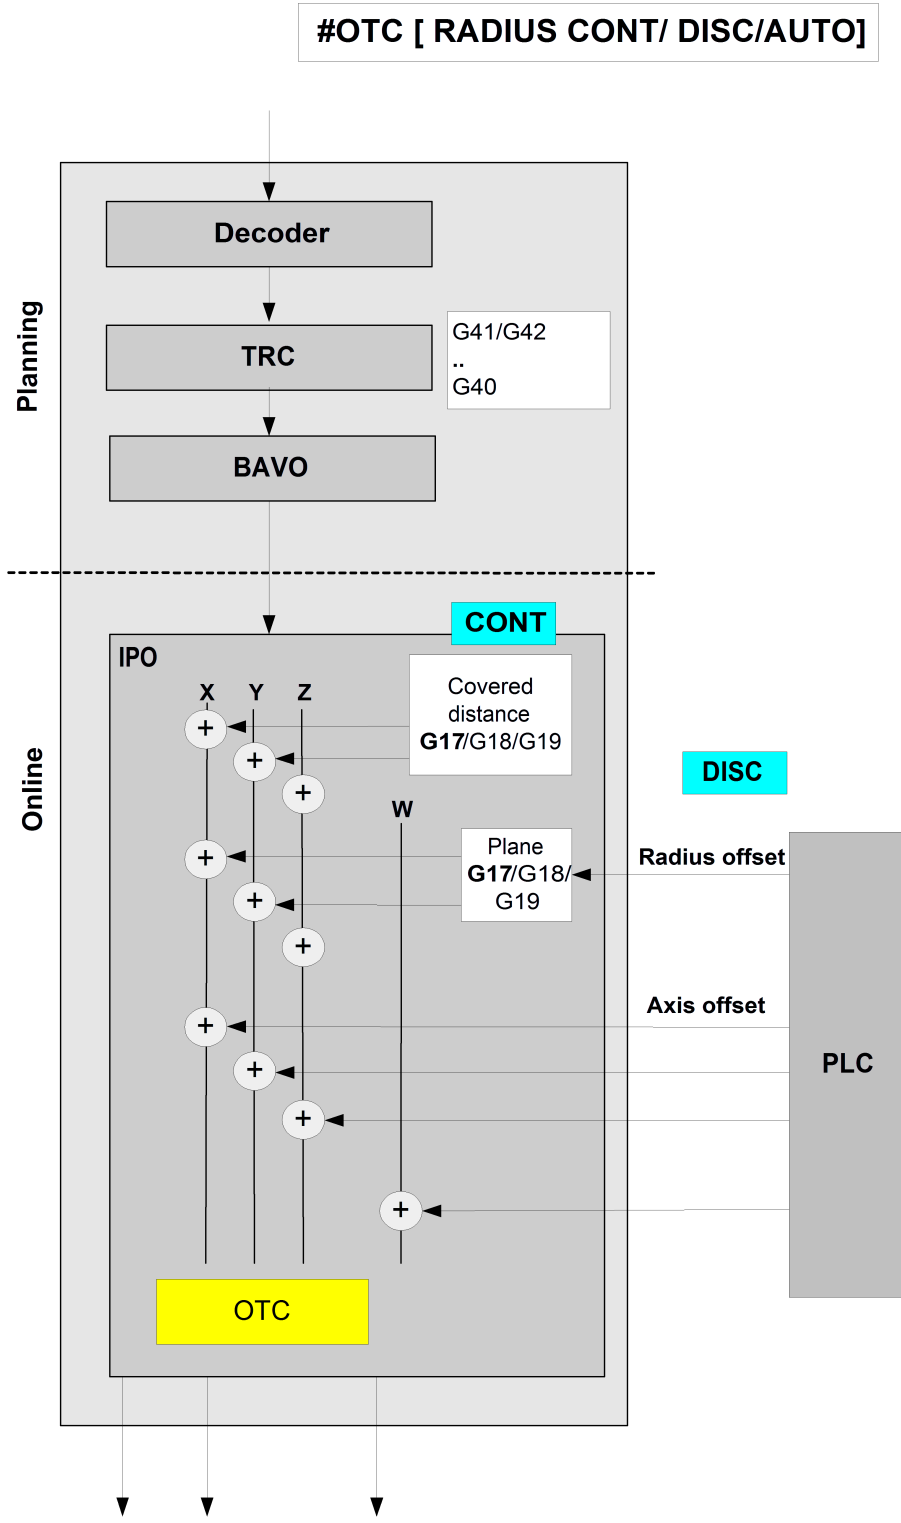 #OTC [ RADIUS CONT/ DISC/AUTO]
Planning
Decoder
TRC
G41/G42
..
G40
BAVO
Online
CONT
IPO
X Y Z
Covered
distance
G17/G18/G19
+
+
+
DISC
W
Plane
G17/G18/
G19
Radius offset
+
+
+
Axis offset
+
+
+
PLC
+
OTC